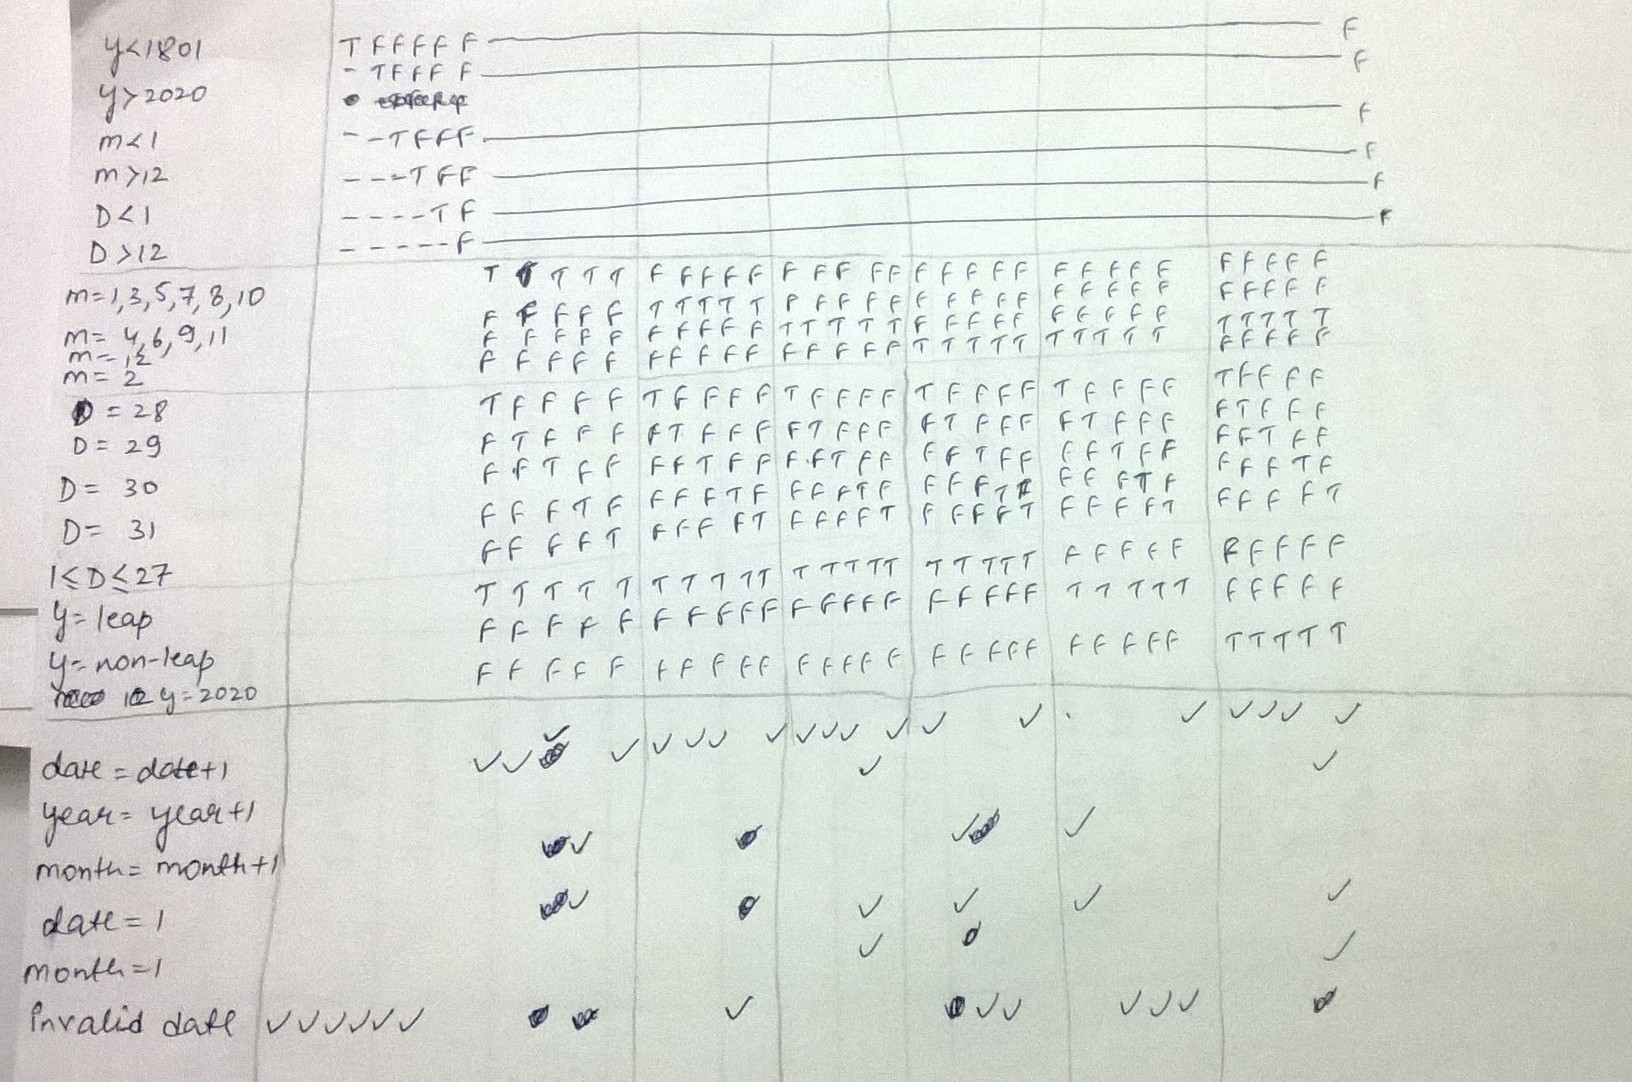 y<1801 T F F F F F F
y>2020 - T F F F F F
m<1 - - T F F F F
m>12 - - - T F F F
D<1 - - - - T F F
D>12 - - - - - F F
m=1,3,5,7,8,10 T T T T T F F F F F F F F F F F F F F F F F F F F F F F F F
m= 4,6,9,11 F F F F F T T T T T F F F F F F F F F F F F F F F F F F F F
m=12 F F F F F F F F F F T T T T T F F F F F F F F F F T T T T T
m= 2 F F F F F F F F F F F F F F F T T T T T T T T T T F F F F F
D = 28 T F F F F T F F F F T F F F F T F F F F T F F F F T F F F F
D= 29 F T F F F F T F F F F T F F F F T F F F F T F F F F T F F F
D= 30 F F T F F F F T F F F F T F F F F T F F F F T F F F F T F F
D= 31 F F F T F F F F T F F F F T F F F F T F F F T F F F F T F
1≤D≤27 F F F F T F F F F T F F F F T F F F F T F F F F T F F F F T
y= leap T T T T T T T T T T T T T T T T T T T T F F F F F F F F F F
y= non-leap F F F F F F F F F F F F F F F F F F F F T T T T T F F F F F
y=2020 F F F F F F F F F F F F F F F F F F F F F F F F F T T T T T
date = date+1 ✓ ✓ ✓ ✓ ✓ ✓ ✓ ✓ ✓ ✓ ✓ ✓ ✓ ✓ ✓ ✓ ✓ ✓ ✓
year= year+1 ✓ ✓
month= month+1 ✓ ✓ ✓
date= 1 ✓ ✓ ✓ ✓ ✓
month=1 ✓ ✓
Invalid date ✓ ✓ ✓ ✓ ✓ ✓ ✓ ✓ ✓ ✓ ✓ ✓